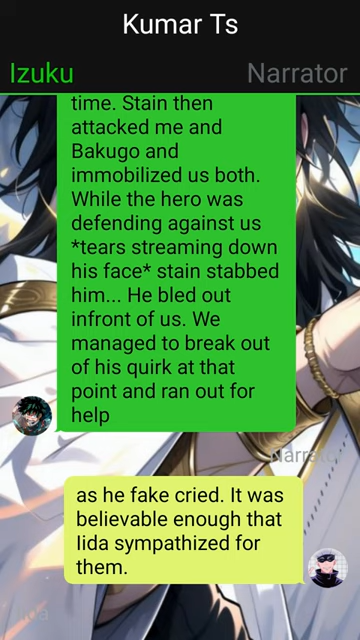 Kumar Ts
Izuku
Narrator
time. Stain then
attacked me and
Bakugo and
immobilized us both.
While the hero was
defending against us
*tears streaming down
his face* stain stabbed
him... He bled out
infront of us. We
managed to break out
of his quirk at that
point and ran out for
help
Narrator
as he fake cried. It was
believable enough that
Iida sympathized for
them.